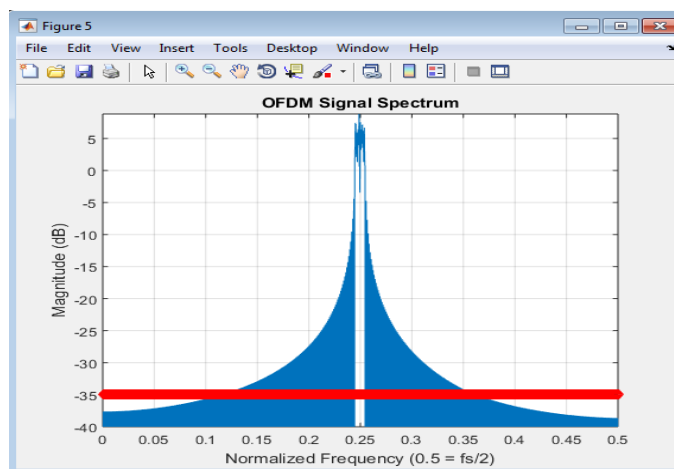 Figure 5
File Edit View Insert Tools Desktop Window Help
OFDM Signal Spectrum
5
0
-5
-10
-15
-20
-25
-30
-35
-40
Magnitude (dB)
0 0.05 0.1 0.15 0.2 0.25 0.3 0.35 0.4 0.45 0.5
Normalized Frequency (0.5 = fs/2)